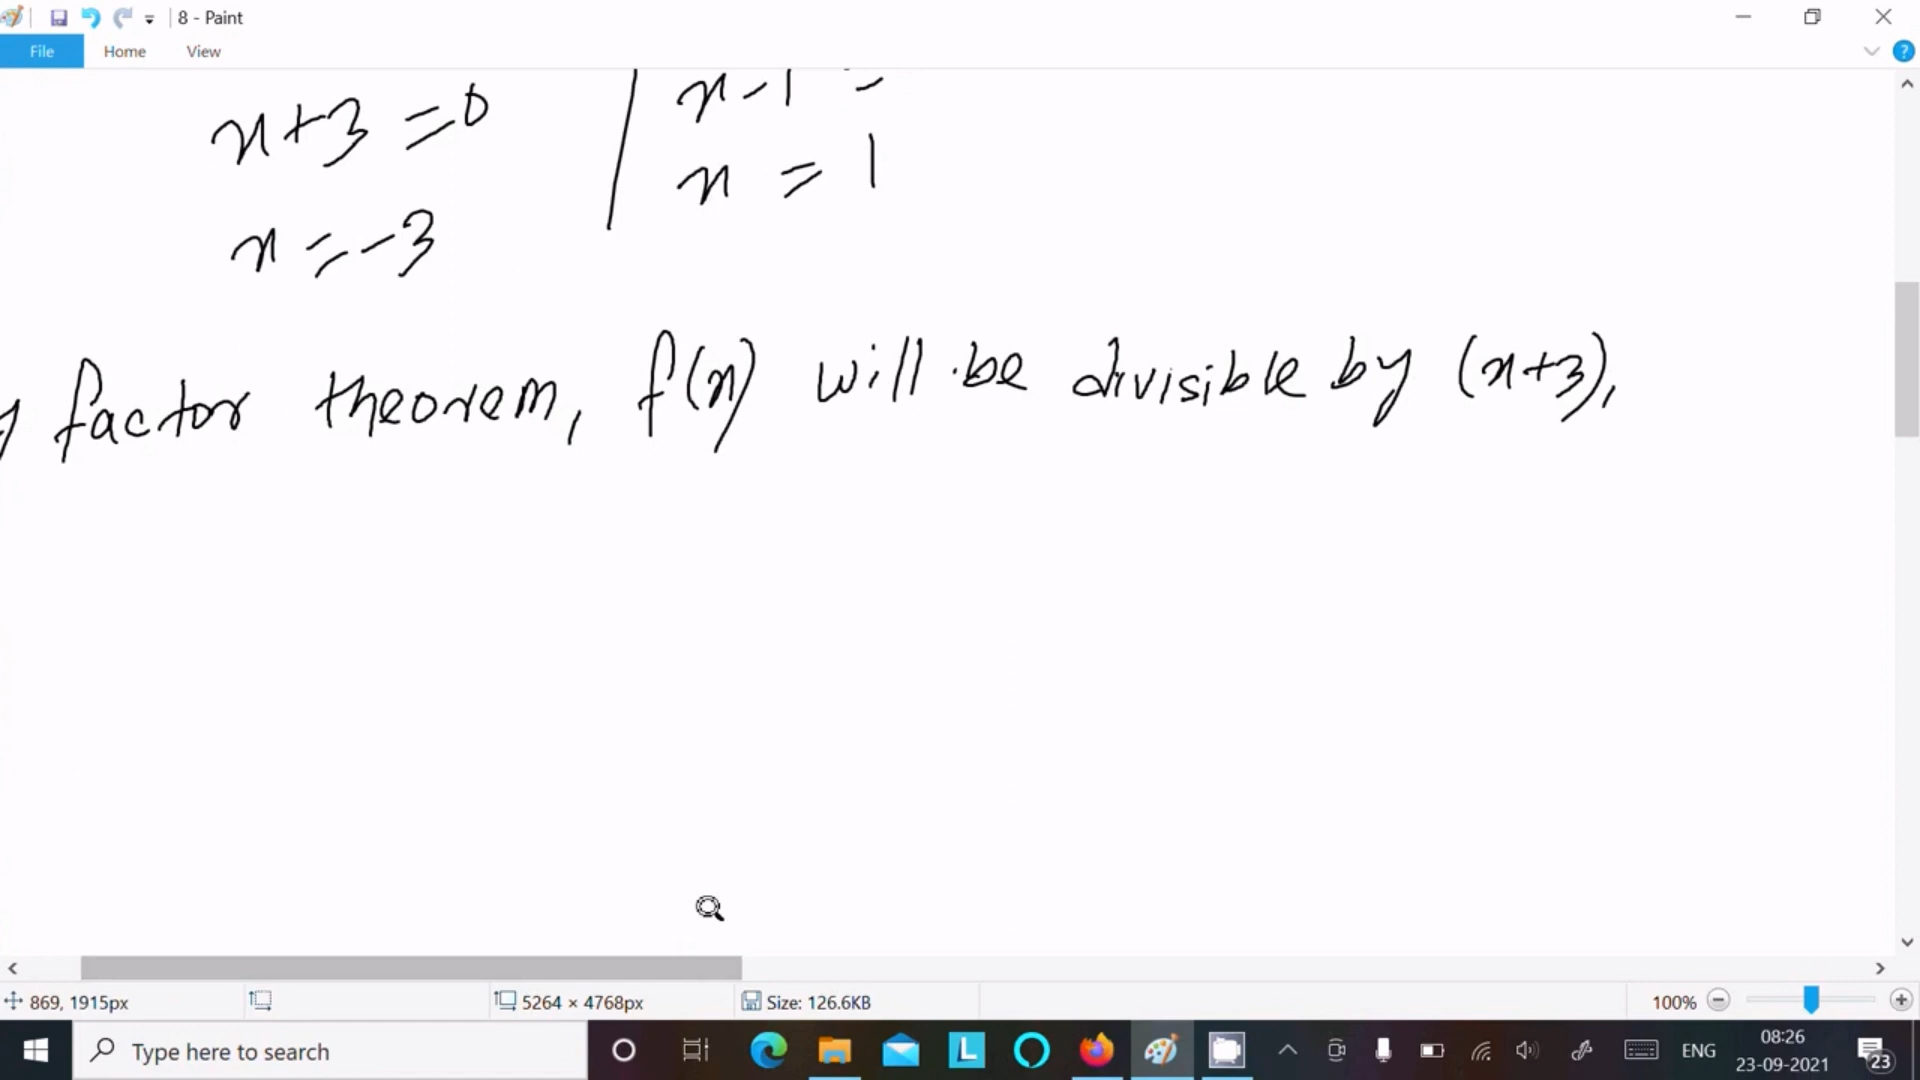 8 - Paint
File Home View
x+3 =0
x-1 =
x = 1
x = -3
factor theorem, f(x) will be divisible by (x+3),
869, 1915px
5264 × 4768px
Size: 126.6KB
100%
Type here to search
L
ENG
08:26
23-09-2021
23